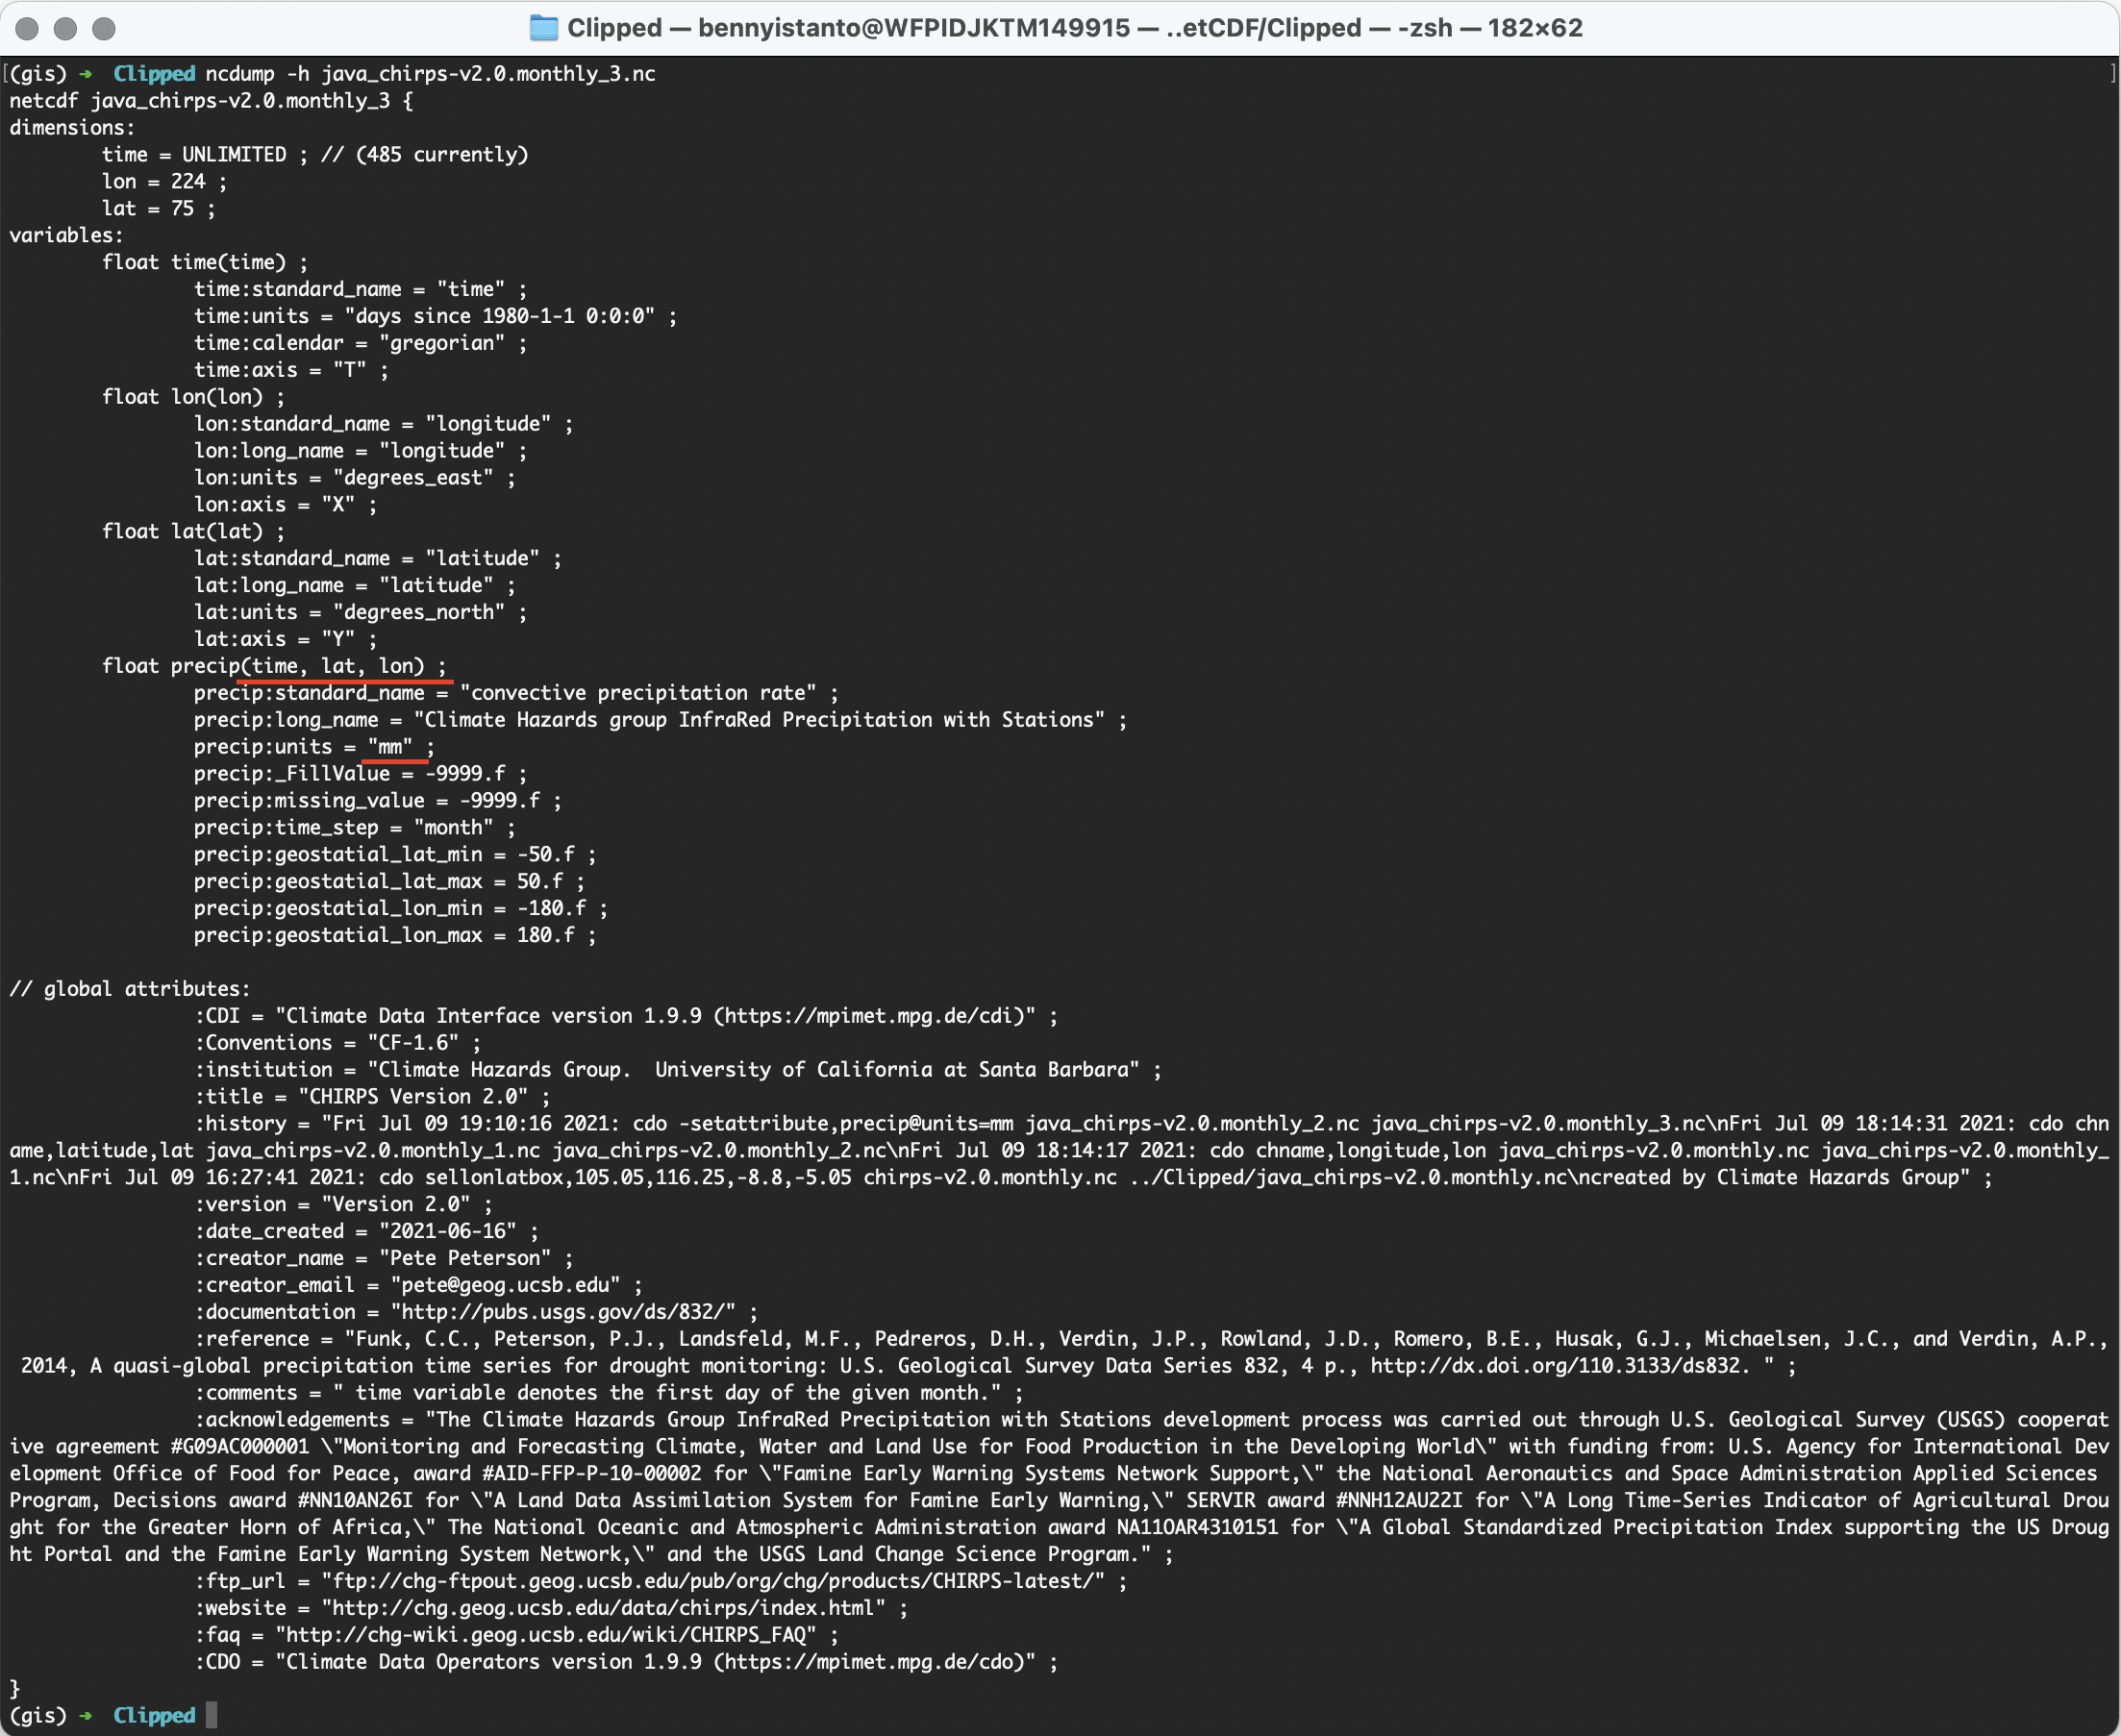 Clipped — bennyistanto@WFPIDJKTM149915 — ..etCDF/Clipped — -zsh — 182×62
[(gis) → Clipped ncdump -h java_chirps-v2.0.monthly_3.nc ]
netcdf java_chirps-v2.0.monthly_3 {
dimensions:
time = UNLIMITED ; // (485 currently)
lon = 224 ;
lat = 75 ;
variables:
float time(time) ;
time:standard_name = "time" ;
time:units = "days since 1980-1-1 0:0:0" ;
time:calendar = "gregorian" ;
time:axis = "T" ;
float lon(lon) ;
lon:standard_name = "longitude" ;
lon:long_name = "longitude" ;
lon:units = "degrees_east" ;
lon:axis = "X" ;
float lat(lat) ;
lat:standard_name = "latitude" ;
lat:long_name = "latitude" ;
lat:units = "degrees_north" ;
lat:axis = "Y" ;
float precip(time, lat, lon) ;
precip:standard_name = "convective precipitation rate" ;
precip:long_name = "Climate Hazards group InfraRed Precipitation with Stations" ;
precip:units = "mm" ;
precip:_FillValue = -9999.f ;
precip:missing_value = -9999.f ;
precip:time_step = "month" ;
precip:geostatial_lat_min = -50.f ;
precip:geostatial_lat_max = 50.f ;
precip:geostatial_lon_min = -180.f ;
precip:geostatial_lon_max = 180.f ;
// global attributes:
:CDI = "Climate Data Interface version 1.9.9 (https://mpimet.mpg.de/cdi)" ;
:Conventions = "CF-1.6" ;
:institution = "Climate Hazards Group.  University of California at Santa Barbara" ;
:title = "CHIRPS Version 2.0" ;
:history = "Fri Jul 09 19:10:16 2021: cdo -setattribute,precip@units=mm java_chirps-v2.0.monthly_2.nc java_chirps-v2.0.monthly_3.nc\nFri Jul 09 18:14:31 2021: cdo chn
ame,latitude,lat java_chirps-v2.0.monthly_1.nc java_chirps-v2.0.monthly_2.nc\nFri Jul 09 18:14:17 2021: cdo chname,longitude,lon java_chirps-v2.0.monthly.nc java_chirps-v2.0.monthly_
1.nc\nFri Jul 09 16:27:41 2021: cdo sellonlatbox,105.05,116.25,-8.8,-5.05 chirps-v2.0.monthly.nc ../Clipped/java_chirps-v2.0.monthly.nc\ncreated by Climate Hazards Group" ;
:version = "Version 2.0" ;
:date_created = "2021-06-16" ;
:creator_name = "Pete Peterson" ;
:creator_email = "pete@geog.ucsb.edu" ;
:documentation = "http://pubs.usgs.gov/ds/832/" ;
:reference = "Funk, C.C., Peterson, P.J., Landsfeld, M.F., Pedreros, D.H., Verdin, J.P., Rowland, J.D., Romero, B.E., Husak, G.J., Michaelsen, J.C., and Verdin, A.P.,
2014, A quasi-global precipitation time series for drought monitoring: U.S. Geological Survey Data Series 832, 4 p., http://dx.doi.org/110.3133/ds832. " ;
:comments = " time variable denotes the first day of the given month." ;
:acknowledgements = "The Climate Hazards Group InfraRed Precipitation with Stations development process was carried out through U.S. Geological Survey (USGS) cooperat
ive agreement #G09AC000001 \"Monitoring and Forecasting Climate, Water and Land Use for Food Production in the Developing World\" with funding from: U.S. Agency for International Dev
elopment Office of Food for Peace, award #AID-FFP-P-10-00002 for \"Famine Early Warning Systems Network Support,\" the National Aeronautics and Space Administration Applied Sciences
Program, Decisions award #NN10AN26I for \"A Land Data Assimilation System for Famine Early Warning,\" SERVIR award #NNH12AU22I for \"A Long Time-Series Indicator of Agricultural Drou
ght for the Greater Horn of Africa,\" The National Oceanic and Atmospheric Administration award NA11OAR4310151 for \"A Global Standardized Precipitation Index supporting the US Droug
ht Portal and the Famine Early Warning System Network,\" and the USGS Land Change Science Program." ;
:ftp_url = "ftp://chg-ftpout.geog.ucsb.edu/pub/org/chg/products/CHIRPS-latest/" ;
:website = "http://chg.geog.ucsb.edu/data/chirps/index.html" ;
:faq = "http://chg-wiki.geog.ucsb.edu/wiki/CHIRPS_FAQ" ;
:CDO = "Climate Data Operators version 1.9.9 (https://mpimet.mpg.de/cdo)" ;
}
(gis) → Clipped